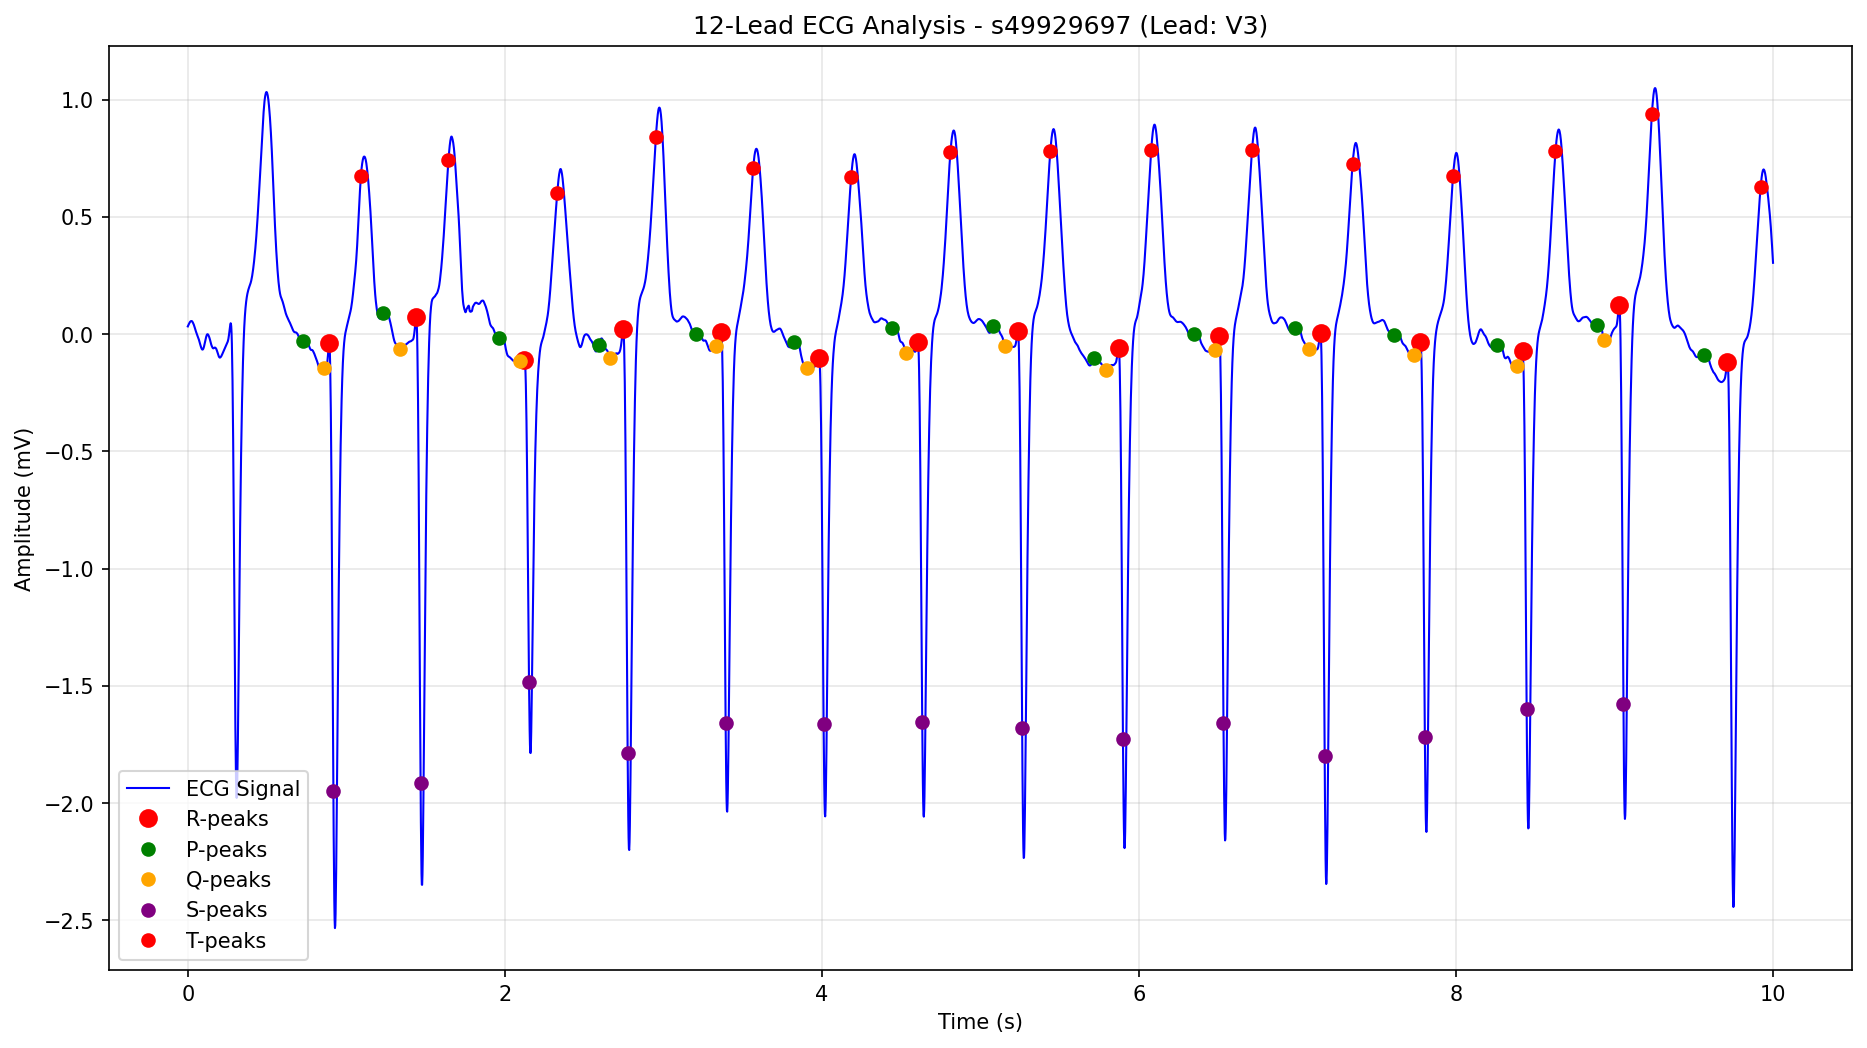 12-Lead ECG Analysis - s49929697 (Lead: V3)
Amplitude (mV)
1.0
0.5
0.0
−0.5
−1.0
−1.5
−2.0
−2.5
ECG Signal
R-peaks
P-peaks
Q-peaks
S-peaks
T-peaks
0 2 4 6 8 10
Time (s)